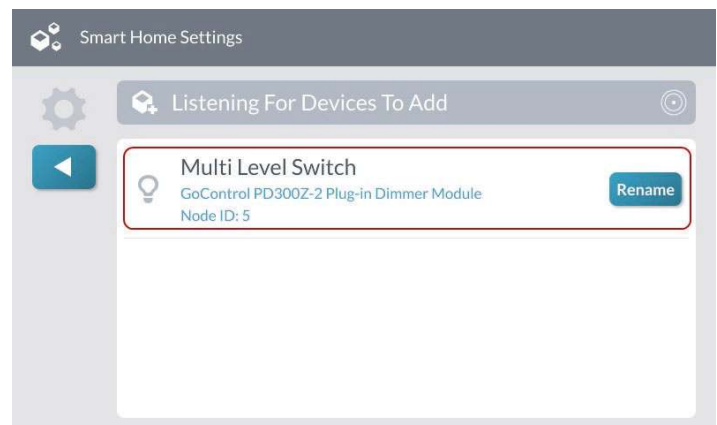 Smart Home Settings
Listening For Devices To Add
Multi Level Switch
GoControl PD300Z-2 Plug-in Dimmer Module
Node ID: 5
Rename